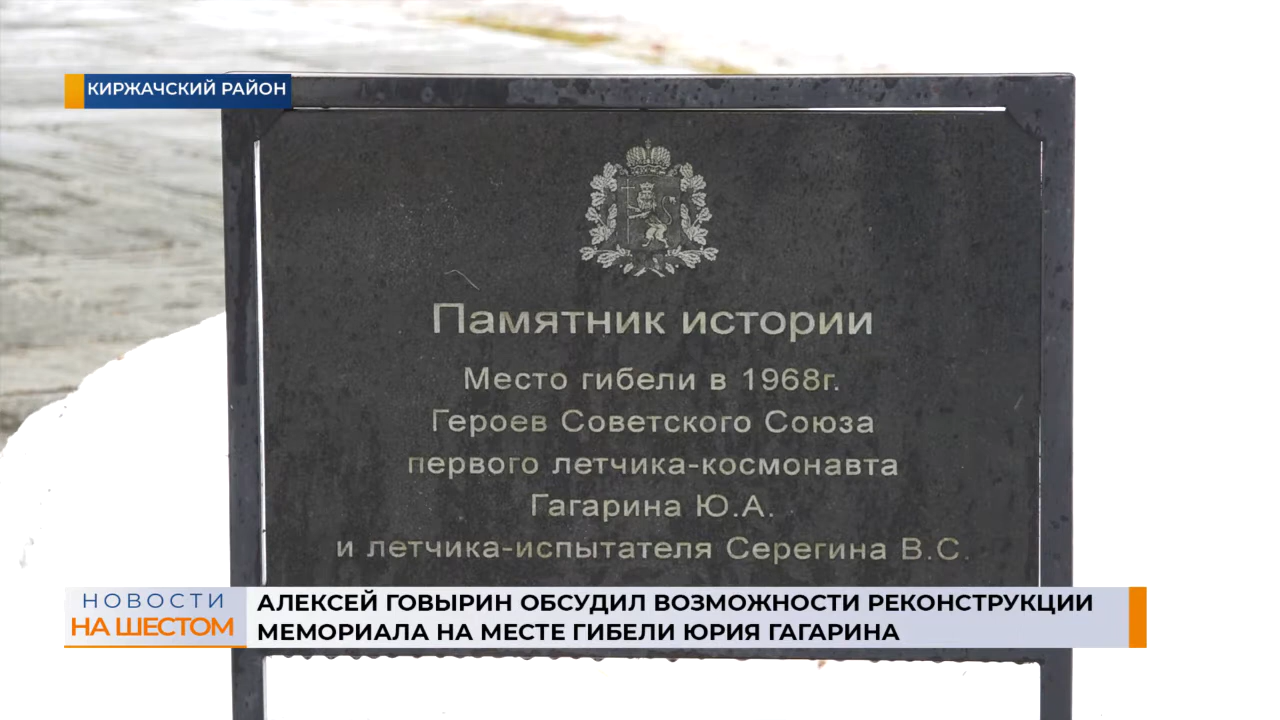 КИРЖАЧСКИЙ РАЙОН
Памятник истории
Место гибели в 1968г.
Героев Советского Союза
первого летчика-космонавта
Гагарина Ю.А.
и летчика-испытателя Серегина В.С.
НОВОСТИ
НА ШЕСТОМ
АЛЕКСЕЙ ГОВЫРИН ОБСУДИЛ ВОЗМОЖНОСТИ РЕКОНСТРУКЦИИ
МЕМОРИАЛА НА МЕСТЕ ГИБЕЛИ ЮРИЯ ГАГАРИНА